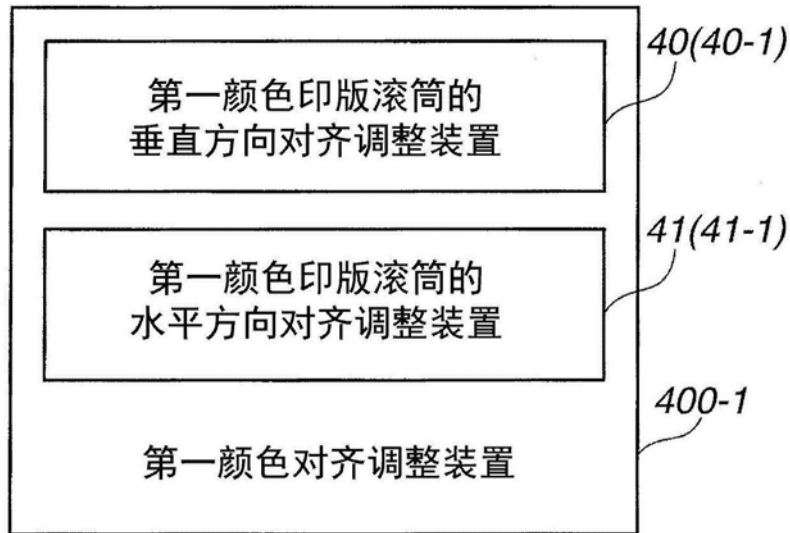 40(40-1)
第一颜色印版滚筒的
垂直方向对齐调整装置
41(41-1)
第一颜色印版滚筒的
水平方向对齐调整装置
400-1
第一颜色对齐调整装置